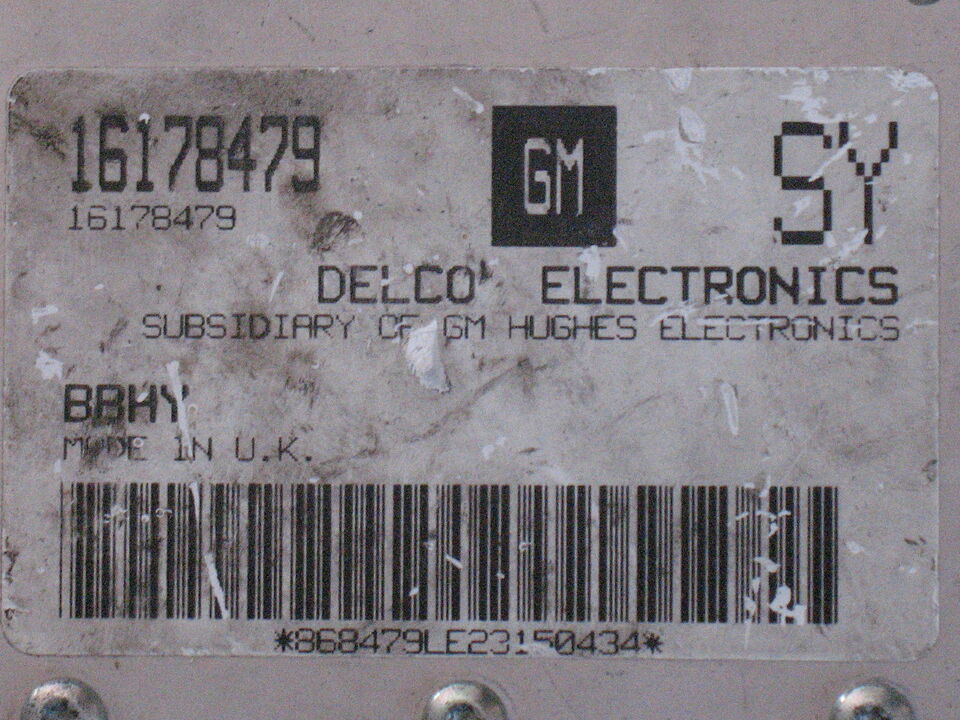 16178479 GM SY
16178479
DELCO ELECTRONICS
SUBSIDIARY OF GM HUGHES ELECTRONICS
BBHY
MADE IN U.K.
*868479LE23150434*